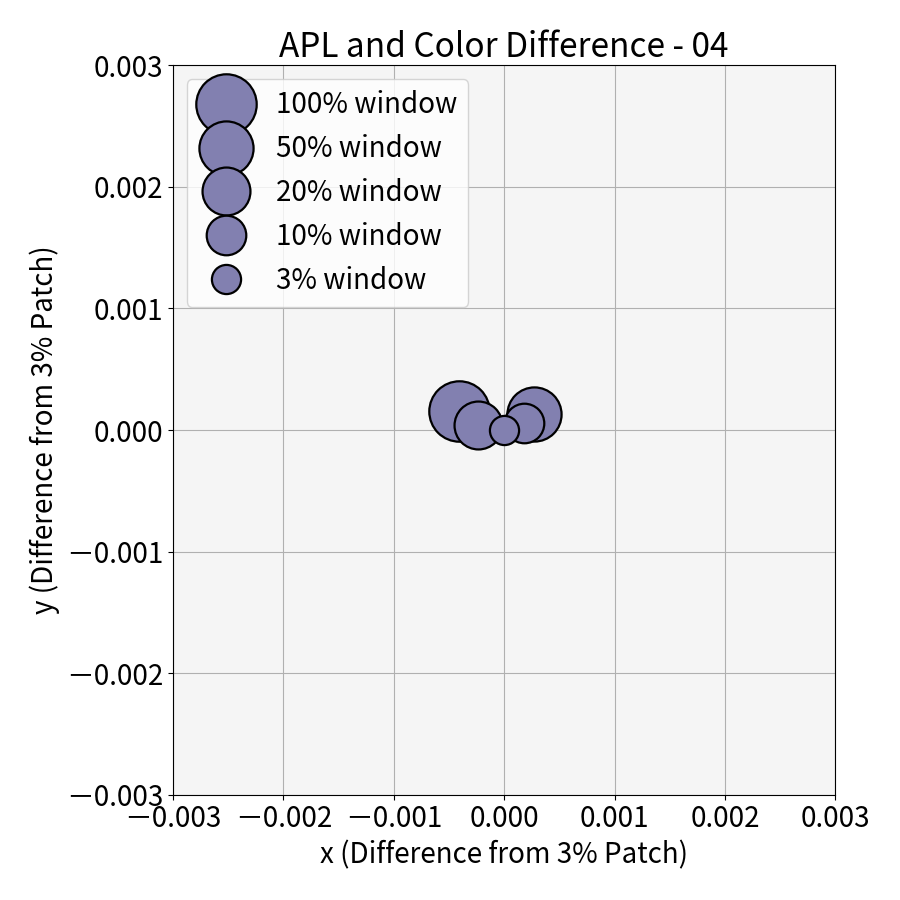 APL and Color Difference - 04
100% window
50% window
20% window
10% window
3% window
y (Difference from 3% Patch)
0.003
0.002
0.001
0.000
−0.001
−0.002
−0.003
−0.003 −0.002 −0.001 0.000 0.001 0.002 0.003
x (Difference from 3% Patch)